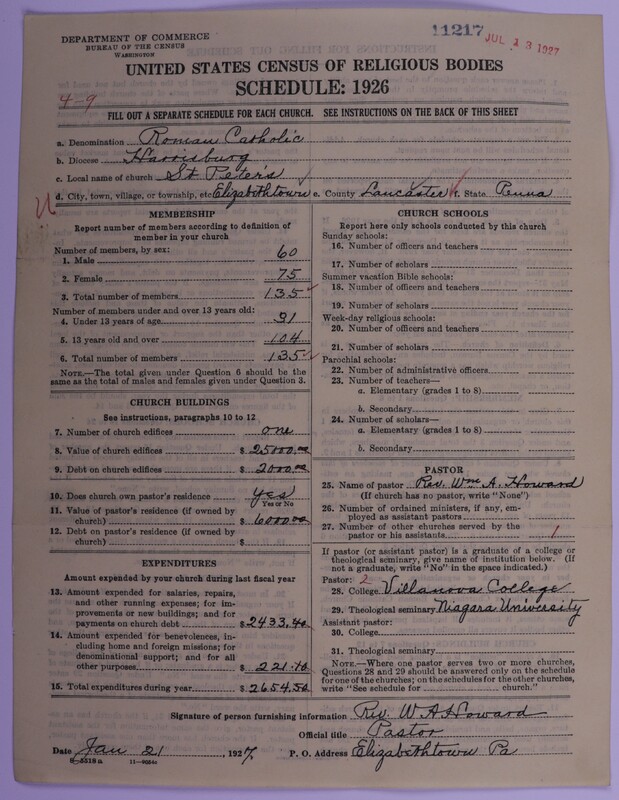 DEPARTMENT OF COMMERCE
BUREAU OF THE CENSUS
WASHINGTON
11217
JUL 13 1927
UNITED STATES CENSUS OF RELIGIOUS BODIES
SCHEDULE: 1926
4-9
FILL OUT A SEPARATE SCHEDULE FOR EACH CHURCH. SEE INSTRUCTIONS ON THE BACK OF THIS SHEET
a. Denomination Roman Catholic
b. Diocese Harrisburg
c. Local name of church St Peter's
d. City, town, village, or township, etc Elizabethtown e. County Lancaster f. State Penna
MEMBERSHIP
Report number of members according to definition of
member in your church
Number of members, by sex:
1. Male 60
2. Female 75
3. Total number of members 135
Number of members under and over 13 years old:
4. Under 13 years of age 31
5. 13 years old and over 104
6. Total number of members 135
NOTE.—The total given under Question 6 should be
same as the total of males and females given under Question 3.
CHURCH BUILDINGS
See instructions, paragraphs 10 to 12
7. Number of church edifices one
8. Value of church edifices $ 25000.00
9. Debt on church edifices $ 2000.00
10. Does church own pastor's residence yes
Yes or No
11. Value of pastor's residence (if owned by
church) $ 6000.00
12. Debt on pastor's residence (if owned by
church) $
EXPENDITURES
Amount expended by your church during last fiscal year
13. Amount expended for salaries, repairs,
and other running expenses; for im-
provements or new buildings; and for
payments on church debt $ 2433.40
14. Amount expended for benevolences, in-
cluding home and foreign missions; for
denominational support; and for all
other purposes $ 221.10
15. Total expenditures during year $ 2654.50
CHURCH SCHOOLS
Report here only schools conducted by this church
Sunday schools:
16. Number of officers and teachers
17. Number of scholars
Summer vacation Bible schools:
18. Number of officers and teachers
19. Number of scholars
Week-day religious schools:
20. Number of officers and teachers
21. Number of scholars
Parochial schools:
22. Number of administrative officers
23. Number of teachers—
a. Elementary (grades 1 to 8)
b. Secondary
24. Number of scholars—
a. Elementary (grades 1 to 8)
b. Secondary
PASTOR
25. Name of pastor Rev. Wm A. Howard
(If church has no pastor, write "None")
26. Number of ordained ministers, if any, em-
ployed as assistant pastors
27. Number of other churches served by the
pastor or his assistants 1
If pastor (or assistant pastor) is a graduate of a college or
theological seminary, give name of institution below. (If
not a graduate, write "No" in the space indicated.)
Pastor: 2
28. College Villanova College
29. Theological seminary Niagara University
Assistant pastor:
30. College
31. Theological seminary
NOTE.—Where one pastor serves two or more churches,
Questions 28 and 29 should be answered only on the schedule
for one of the churches; on the schedules for the other churches,
write "See schedule for church."
Signature of person furnishing information Rev. W A Howard
Official title Pastor
Date Jan 21, 1927 P. O. Address Elizabethtown Pa
8-5318a 11-9554a